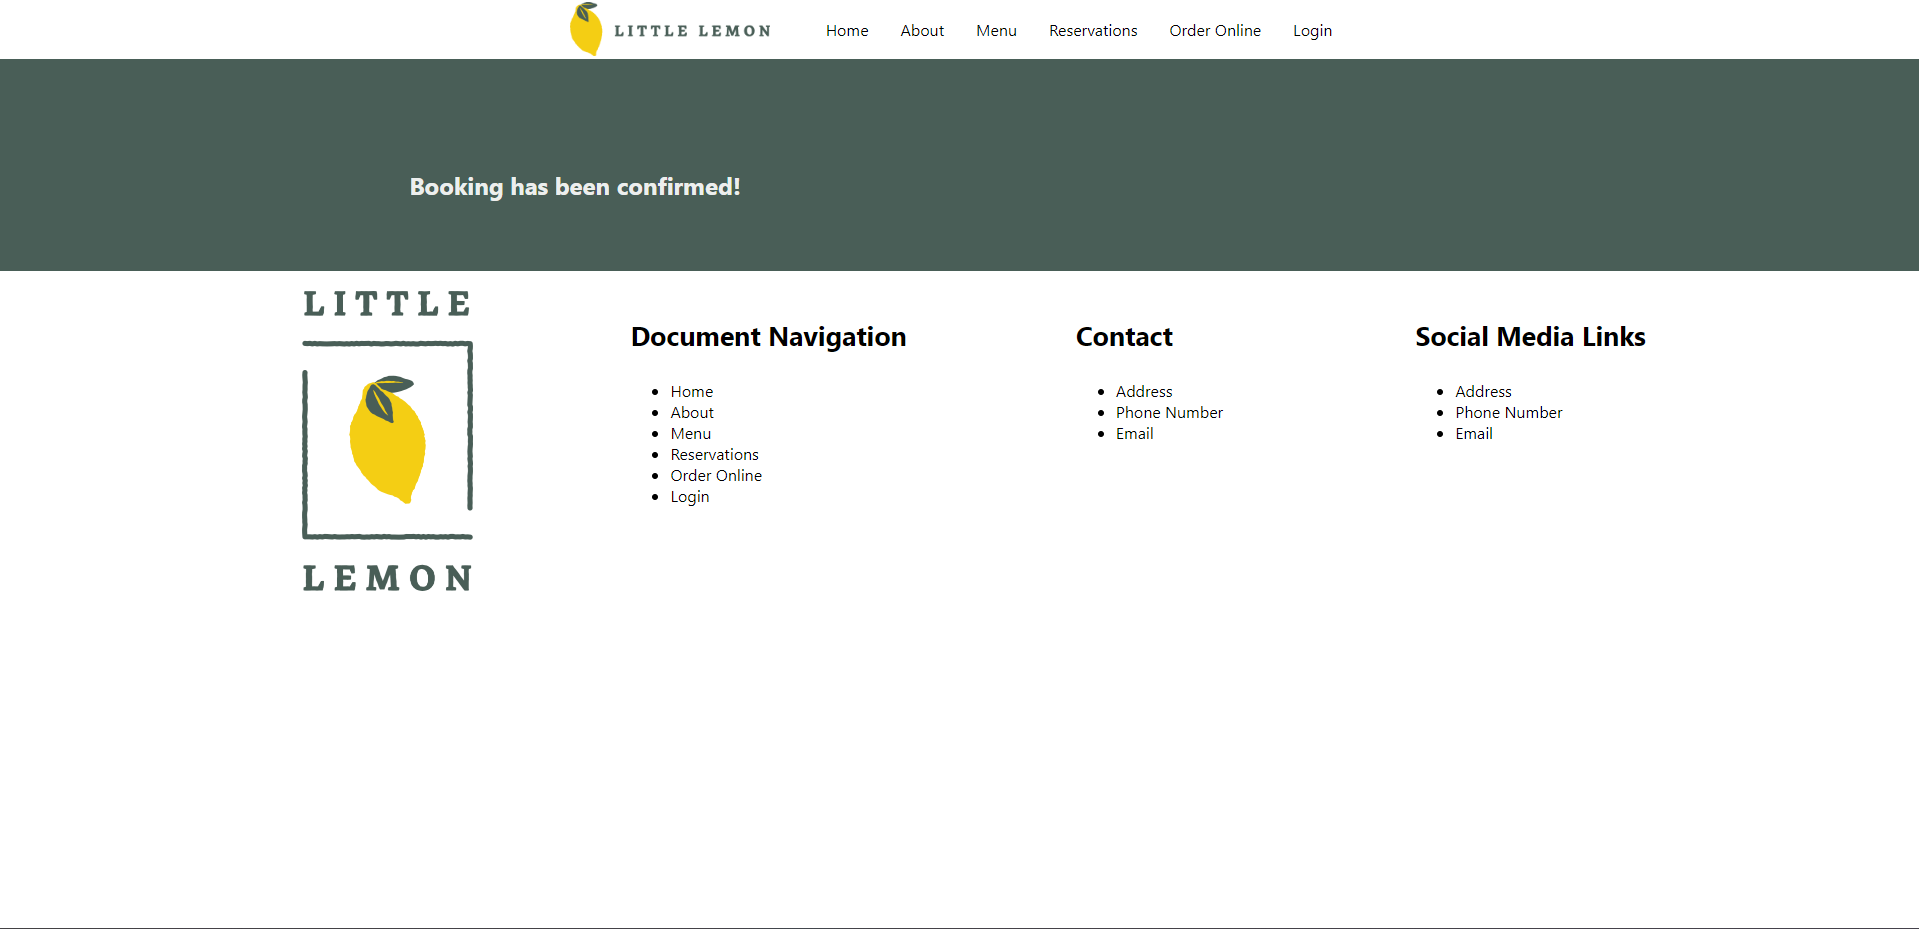 LITTLE LEMON
Home About Menu Reservations Order Online Login
Booking has been confirmed!
LITTLE
LEMON
Document Navigation
Home
About
Menu
Reservations
Order Online
Login
Contact
Address
Phone Number
Email
Social Media Links
Address
Phone Number
Email